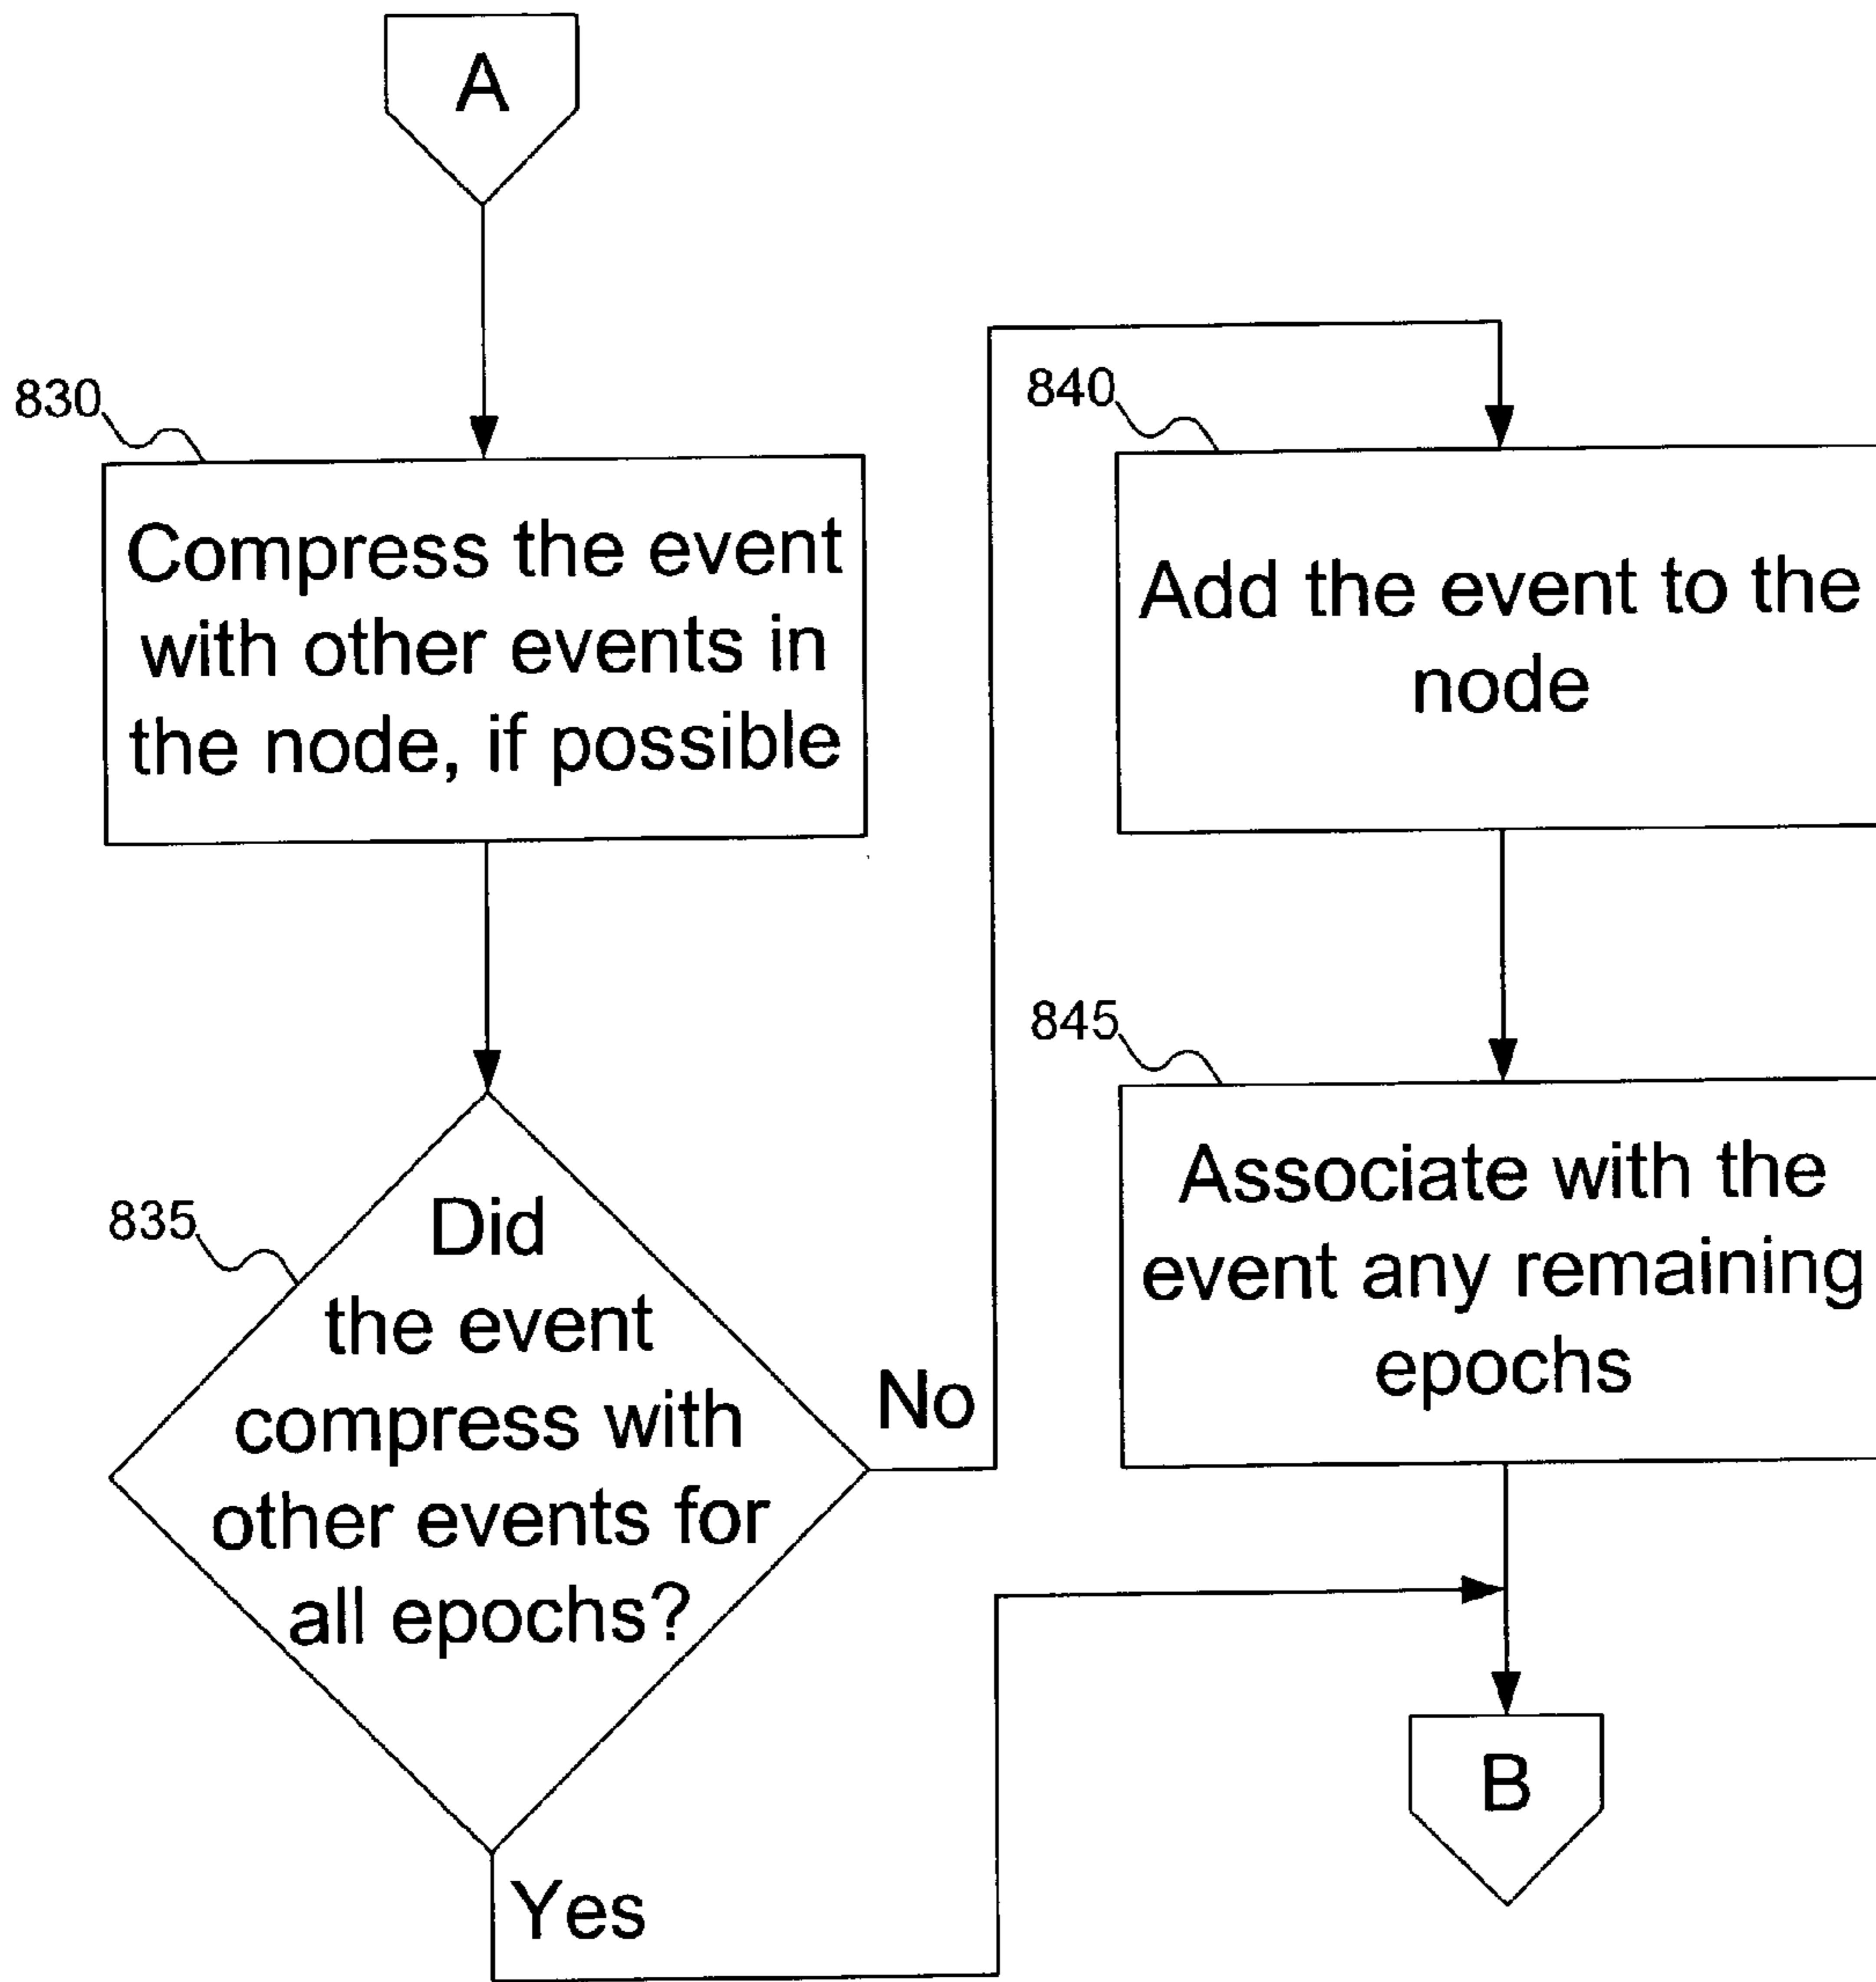 A
830
Compress the event
with other events in
the node, if possible
835
Did
the event
compress with
other events for
all epochs?
No
Yes
840
Add the event to the
node
845
Associate with the
event any remaining
epochs
B